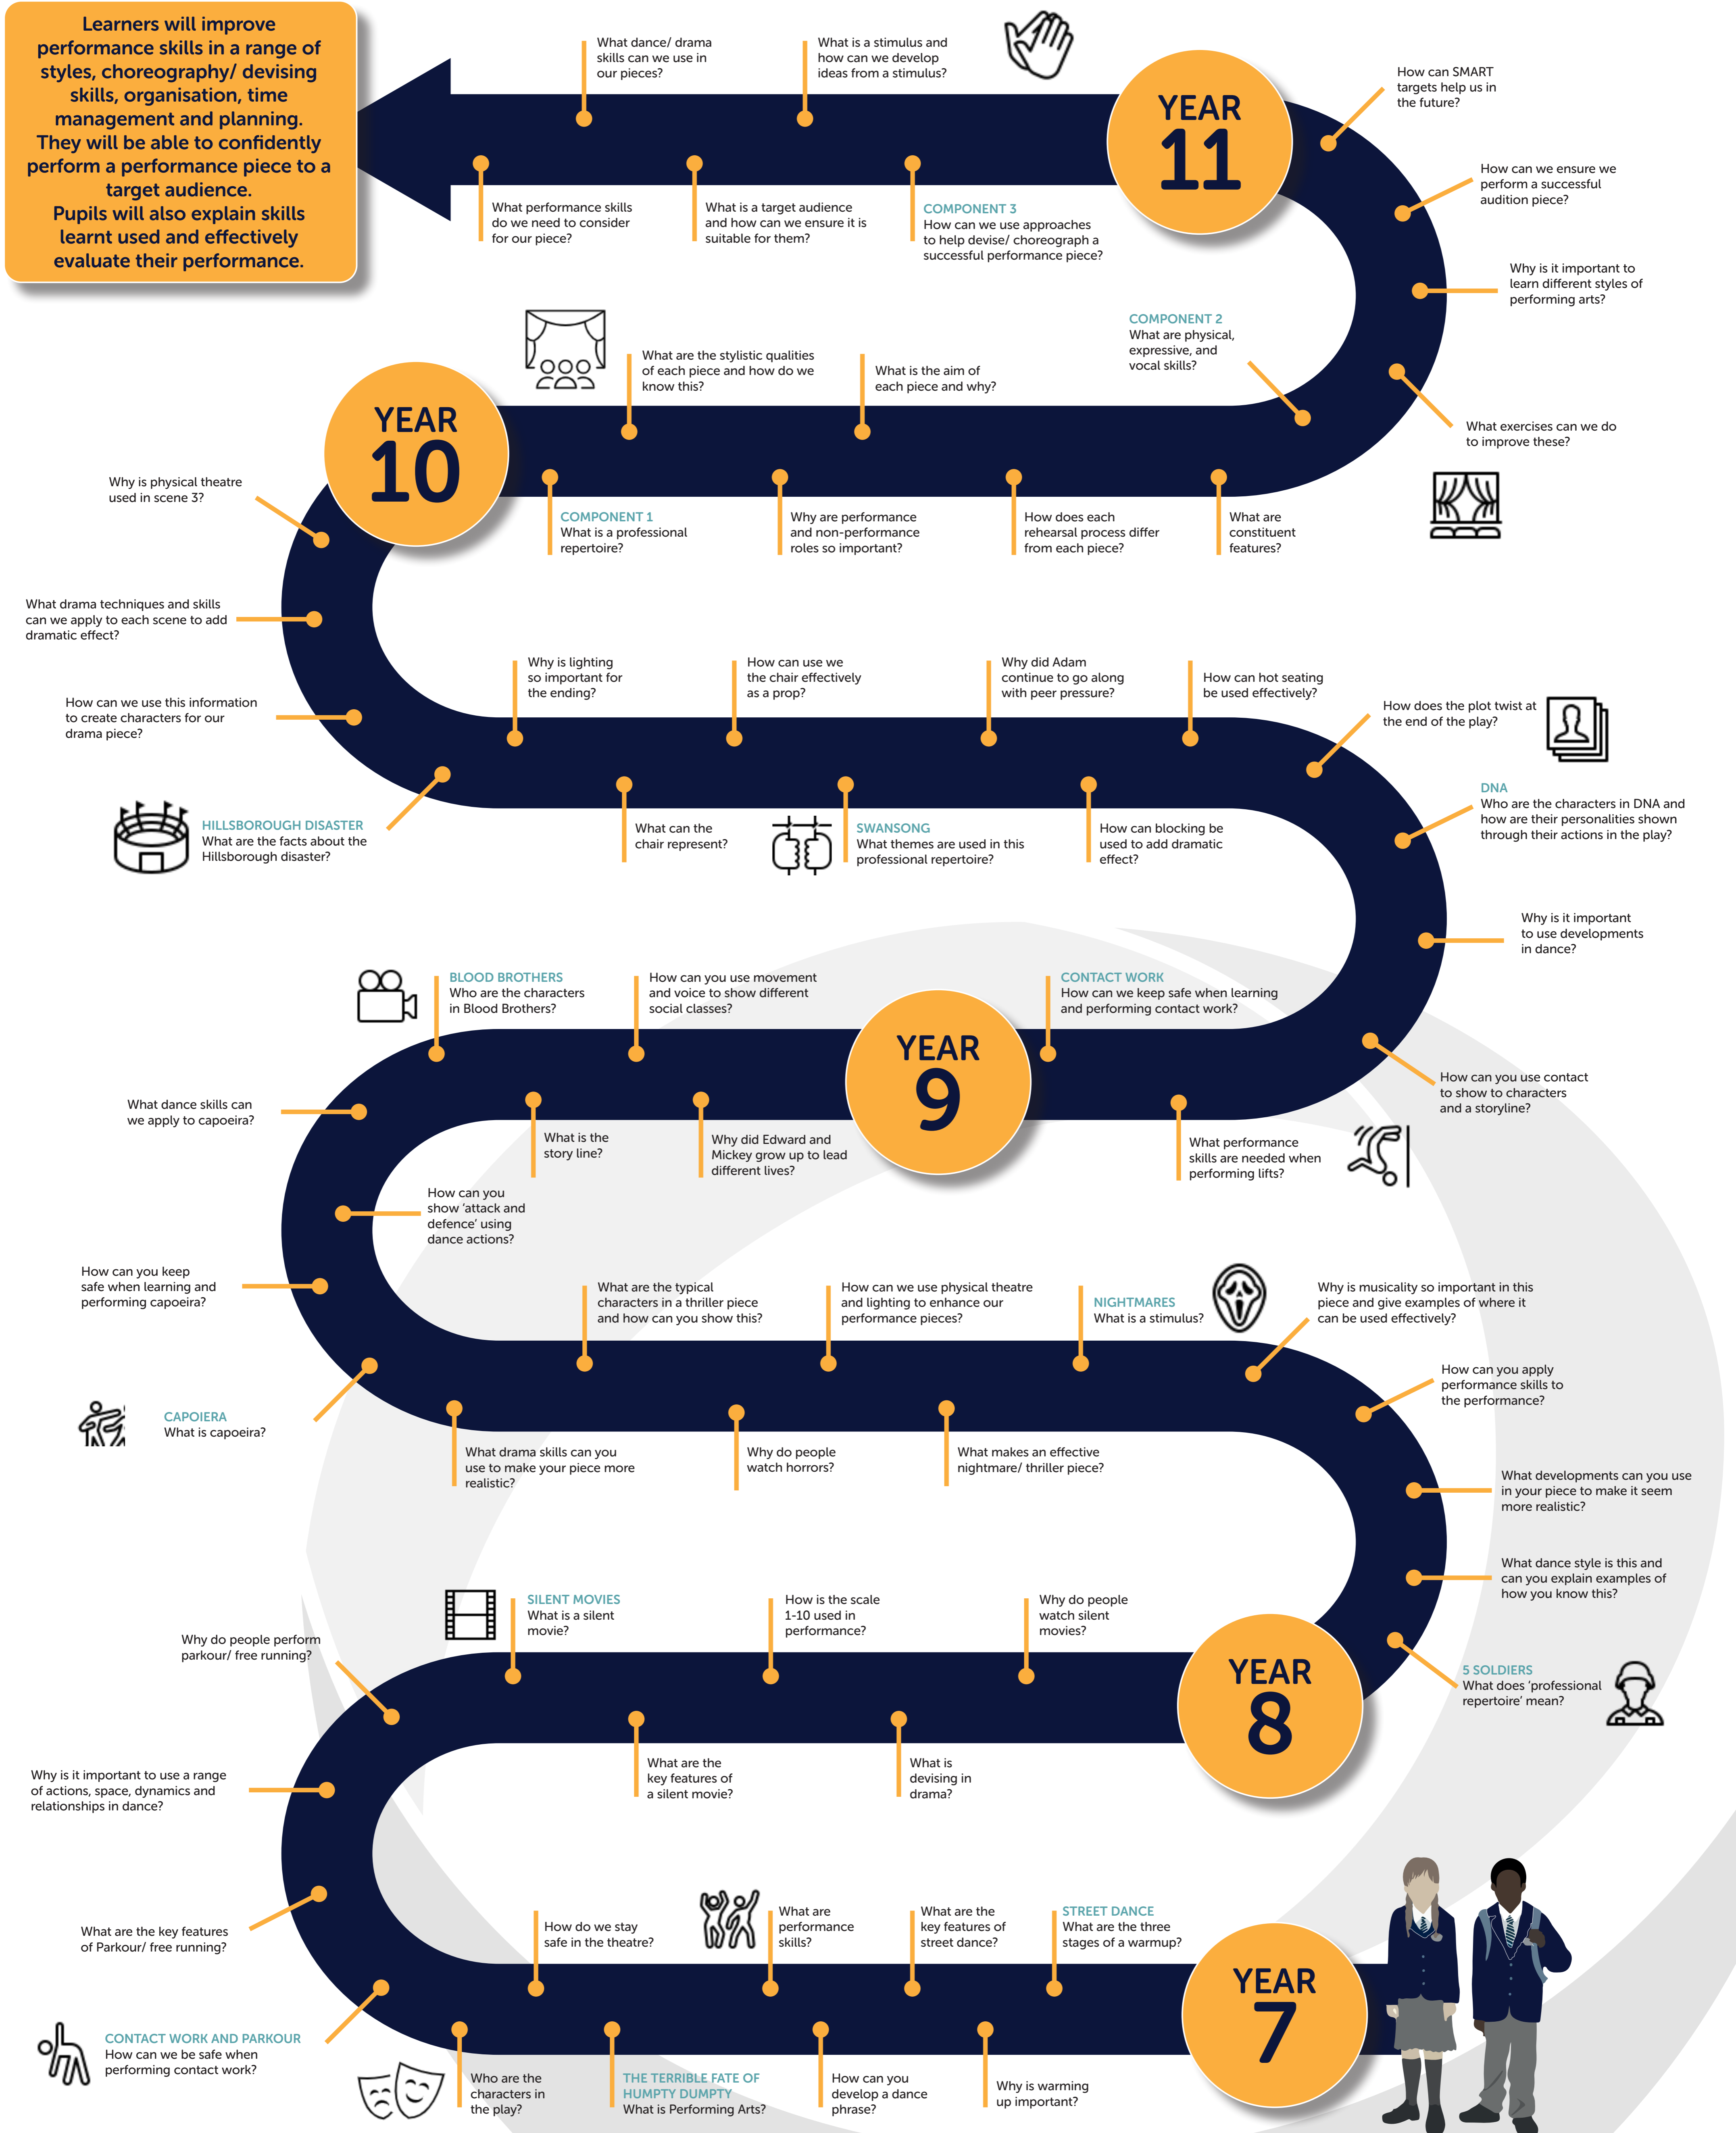 Learners will improve
performance skills in a range of
styles, choreography/ devising
skills, organisation, time
management and planning.
They will be able to confidently
perform a performance piece to a
target audience.
Pupils will also explain skills
learnt used and effectively
evaluate their performance.
What dance/ drama
skills can we use in
our pieces?
What is a stimulus and
how can we develop
ideas from a stimulus?
YEAR
11
How can SMART
targets help us in
the future?
How can we ensure we
perform a successful
audition piece?
What performance skills
do we need to consider
for our piece?
What is a target audience
and how can we ensure it is
suitable for them?
COMPONENT 3
How can we use approaches
to help devise/ choreograph a
successful performance piece?
Why is it important to
learn different styles of
performing arts?
COMPONENT 2
What are physical,
expressive, and
vocal skills?
What are the stylistic qualities
of each piece and how do we
know this?
What is the aim of
each piece and why?
YEAR
10
What exercises can we do
to improve these?
Why is physical theatre
used in scene 3?
COMPONENT 1
What is a professional
repertoire?
Why are performance
and non-performance
roles so important?
How does each
rehearsal process differ
from each piece?
What are
constituent
features?
What drama techniques and skills
can we apply to each scene to add
dramatic effect?
How can we use this information
to create characters for our
drama piece?
Why is lighting
so important for
the ending?
How can use we
the chair effectively
as a prop?
Why did Adam
continue to go along
with peer pressure?
How can hot seating
be used effectively?
How does the plot twist at
the end of the play?
DNA
Who are the characters in DNA and
how are their personalities shown
through their actions in the play?
HILLSBOROUGH DISASTER
What are the facts about the
Hillsborough disaster?
What can the
chair represent?
SWANSONG
What themes are used in this
professional repertoire?
How can blocking be
used to add dramatic
effect?
Why is it important
to use developments
in dance?
BLOOD BROTHERS
Who are the characters
in Blood Brothers?
How can you use movement
and voice to show different
social classes?
YEAR
9
CONTACT WORK
How can we keep safe when learning
and performing contact work?
How can you use contact
to show to characters
and a storyline?
What dance skills can
we apply to capoeira?
What is the
story line?
Why did Edward and
Mickey grow up to lead
different lives?
What performance
skills are needed when
performing lifts?
How can you
show ‘attack and
defence’ using
dance actions?
How can you keep
safe when learning and
performing capoeira?
What are the typical
characters in a thriller piece
and how can you show this?
How can we use physical theatre
and lighting to enhance our
performance pieces?
NIGHTMARES
What is a stimulus?
Why is musicality so important in this
piece and give examples of where it
can be used effectively?
How can you apply
performance skills to
the performance?
CAPOIERA
What is capoeira?
What drama skills can you
use to make your piece more
realistic?
Why do people
watch horrors?
What makes an effective
nightmare/ thriller piece?
What developments can you use
in your piece to make it seem
more realistic?
What dance style is this and
can you explain examples of
how you know this?
SILENT MOVIES
What is a silent
movie?
How is the scale
1-10 used in
performance?
Why do people
watch silent
movies?
YEAR
8
5 SOLDIERS
What does ‘professional
repertoire’ mean?
Why do people perform
parkour/ free running?
What are the
key features of
a silent movie?
What is
devising in
drama?
Why is it important to use a range
of actions, space, dynamics and
relationships in dance?
What are the key features
of Parkour/ free running?
How do we stay
safe in the theatre?
What are
performance
skills?
What are the
key features of
street dance?
STREET DANCE
What are the three
stages of a warmup?
YEAR
7
CONTACT WORK AND PARKOUR
How can we be safe when
performing contact work?
Who are the
characters in
the play?
THE TERRIBLE FATE OF
HUMPTY DUMPTY
What is Performing Arts?
How can you
develop a dance
phrase?
Why is warming
up important?